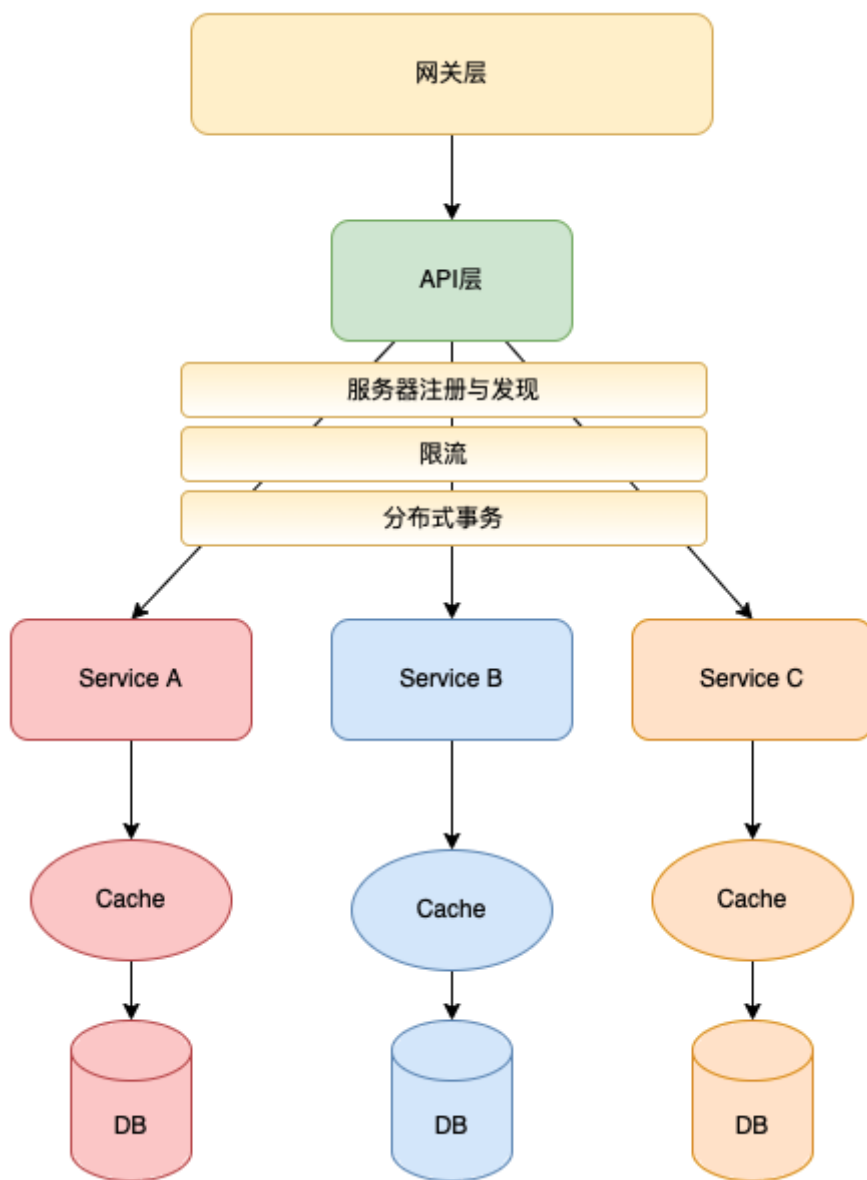 网关层
API层
服务器注册与发现
限流
分布式事务
Service A
Service B
Service C
Cache
Cache
Cache
DB
DB
DB